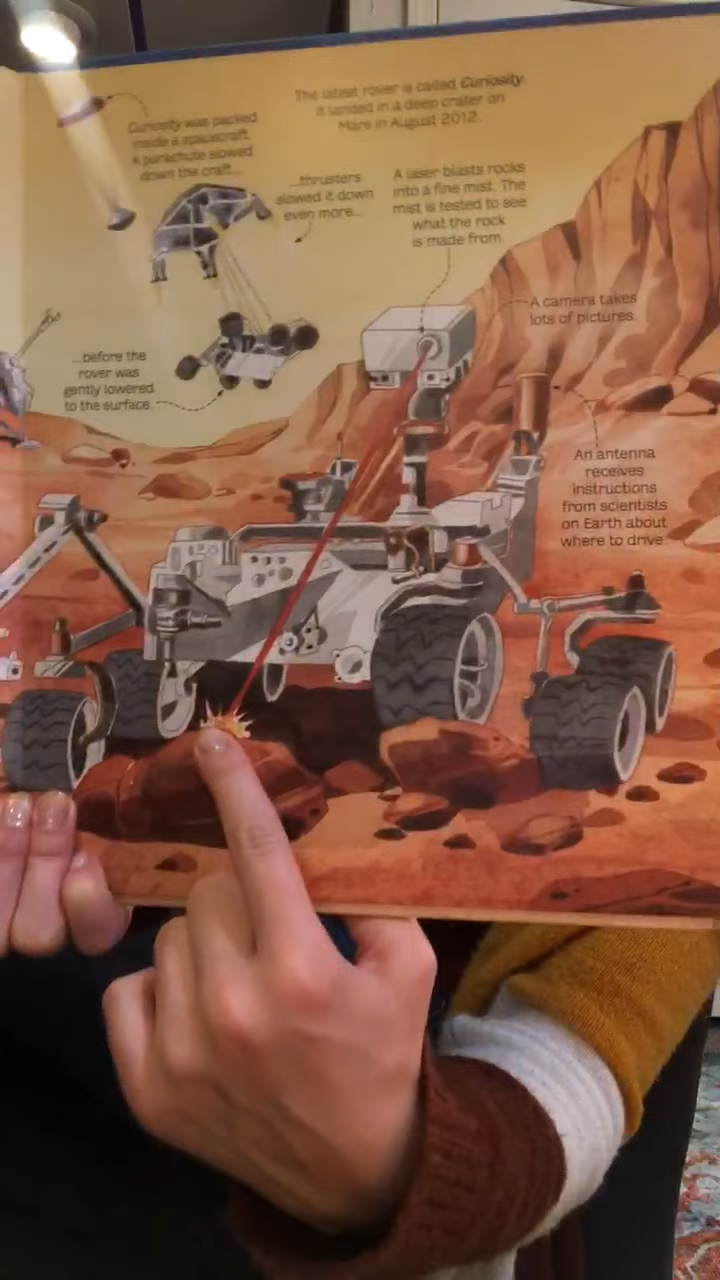 The latest rover is called Curiosity.
It landed in a deep crater on
Mars in August 2012.
Curiosity was packed
inside a spacecraft.
A parachute slowed
down the craft...
...thrusters
slowed it down
even more...
...before the
rover was
gently lowered
to the surface.
A laser blasts rocks
into a fine mist. The
mist is tested to see
what the rock
is made from.
A camera takes
lots of pictures.
An antenna
receives
instructions
from scientists
on Earth about
where to drive.